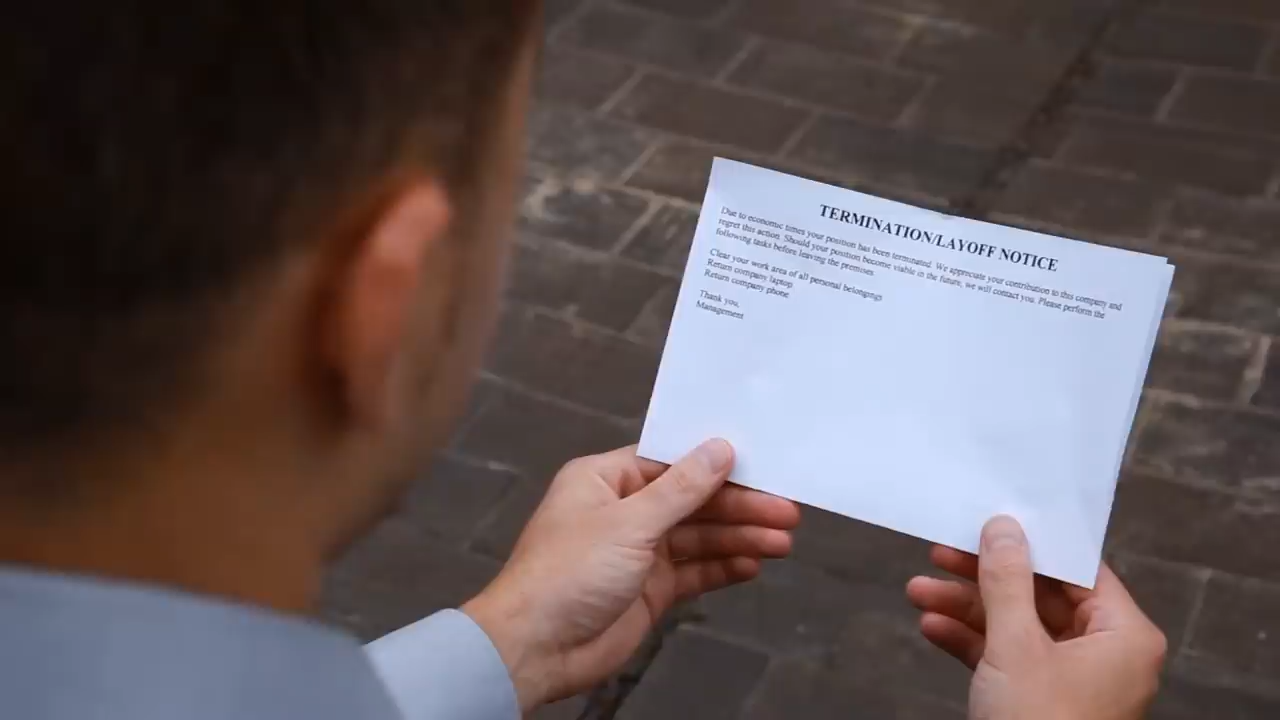 TERMINATION/LAYOFF NOTICE
Due to economic times your position has been terminated. We appreciate your contribution to this company and
regret this action. Should your position become viable in the future, we will contact you. Please perform the
following tasks before leaving the premises.
Clear your work area of all personal belongings
Return company laptop
Return company phone
Thank you,
Management